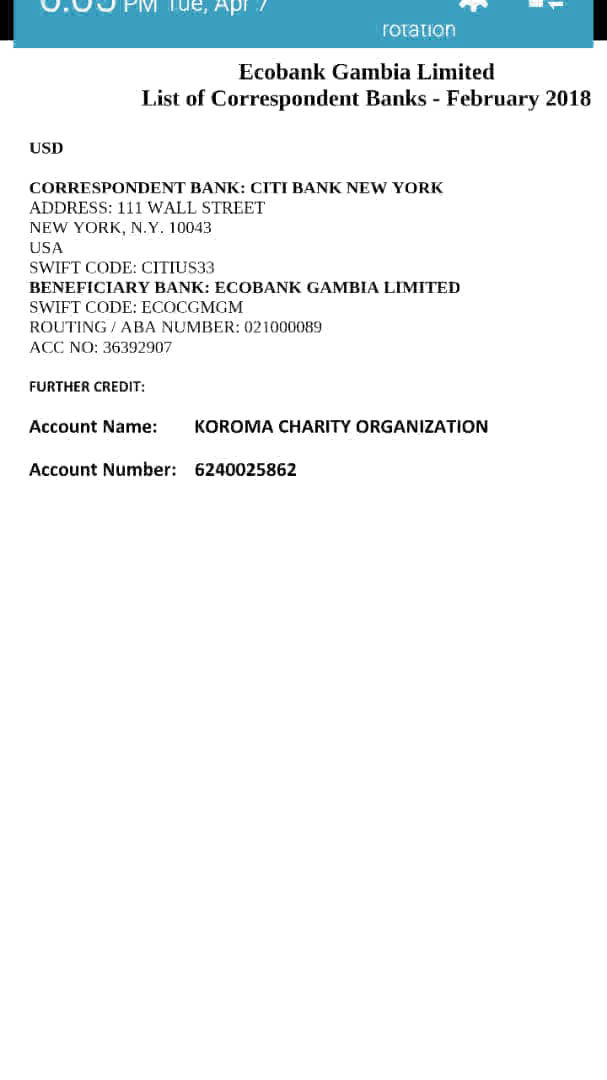 6:05 PM Tue, Apr 7
rotation
Ecobank Gambia Limited
List of Correspondent Banks - February 2018
USD
CORRESPONDENT BANK: CITI BANK NEW YORK
ADDRESS: 111 WALL STREET
NEW YORK, N.Y. 10043
USA
SWIFT CODE: CITIUS33
BENEFICIARY BANK: ECOBANK GAMBIA LIMITED
SWIFT CODE: ECOCGMGM
ROUTING / ABA NUMBER: 021000089
ACC NO: 36392907
FURTHER CREDIT:
Account Name: KOROMA CHARITY ORGANIZATION
Account Number: 6240025862